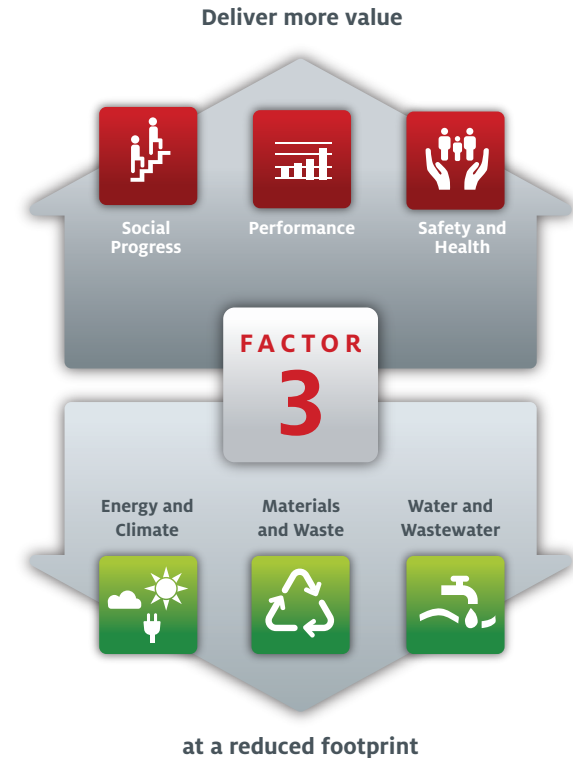 Deliver more value
Social
Progress
Performance
Safety and
Health
FACTOR
3
Energy and
Climate
Materials
and Waste
Water and
Wastewater
at a reduced footprint